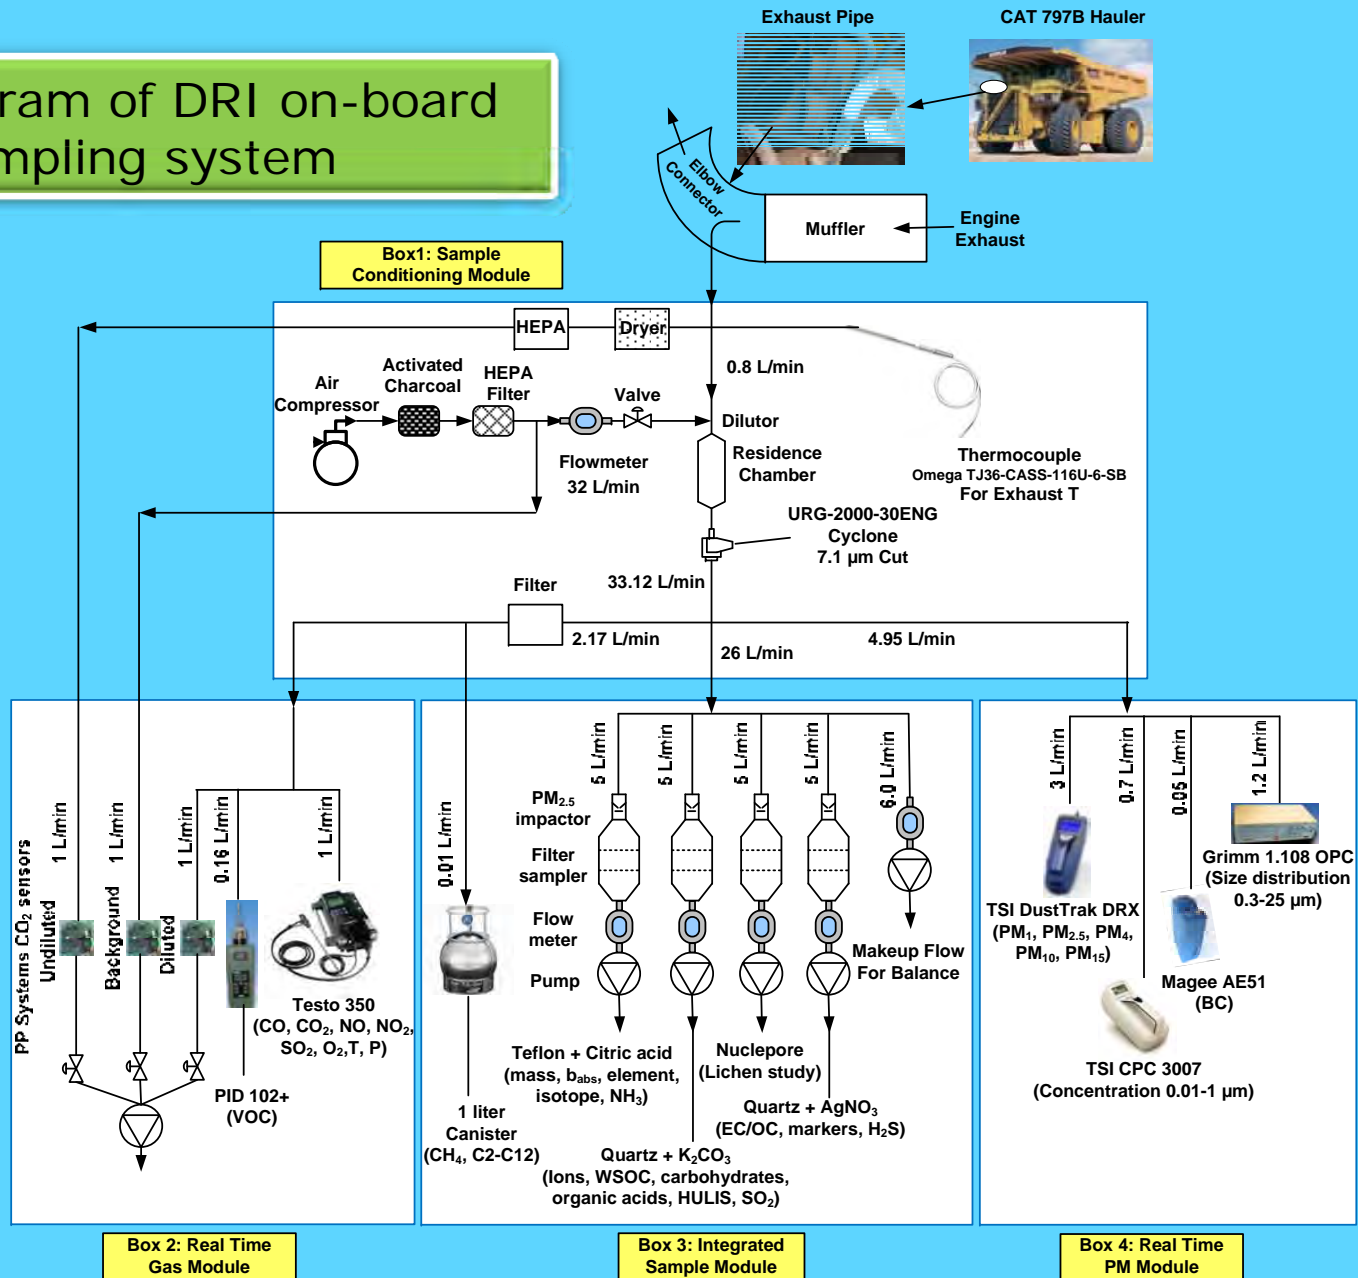 Exhaust Pipe
CAT 797B Hauler
ram of DRI on-board
mpling system
Elbow
Connector
Muffler
Engine
Exhaust
Box1: Sample
Conditioning Module
HEPA
Dryer
0.8 L/min
Air
Compressor
Activated
Charcoal
HEPA
Filter
Valve
Dilutor
Flowmeter
32 L/min
Residence
Chamber
Thermocouple
Omega TJ36-CASS-116U-6-SB
For Exhaust T
URG-2000-30ENG
Cyclone
7.1 µm Cut
33.12 L/min
Filter
2.17 L/min
26 L/min
4.95 L/min
PP Systems CO₂ sensors
Undiluted
1 L/min
Background
1 L/min
Diluted
1 L/min
0.16 L/min
1 L/min
Testo 350
(CO, CO₂, NO, NO₂,
SO₂, O₂,T, P)
PID 102+
(VOC)
0.01 L/min
1 liter
Canister
(CH₄, C2-C12)
5 L/min
5 L/min
5 L/min
5 L/min
6.0 L/min
PM₂.₅
impactor
Filter
sampler
Flow
meter
Pump
Makeup Flow
For Balance
Teflon + Citric acid
(mass, bₐbₛ, element,
isotope, NH₃)
Nuclepore
(Lichen study)
Quartz + AgNO₃
(EC/OC, markers, H₂S)
Quartz + K₂CO₃
(Ions, WSOC, carbohydrates,
organic acids, HULIS, SO₂)
3 L/min
0.7 L/min
0.05 L/min
1.2 L/min
Grimm 1.108 OPC
(Size distribution
0.3-25 µm)
TSI DustTrak DRX
(PM₁, PM₂.₅, PM₄,
PM₁₀, PM₁₅)
Magee AE51
(BC)
TSI CPC 3007
(Concentration 0.01-1 µm)
Box 2: Real Time
Gas Module
Box 3: Integrated
Sample Module
Box 4: Real Time
PM Module